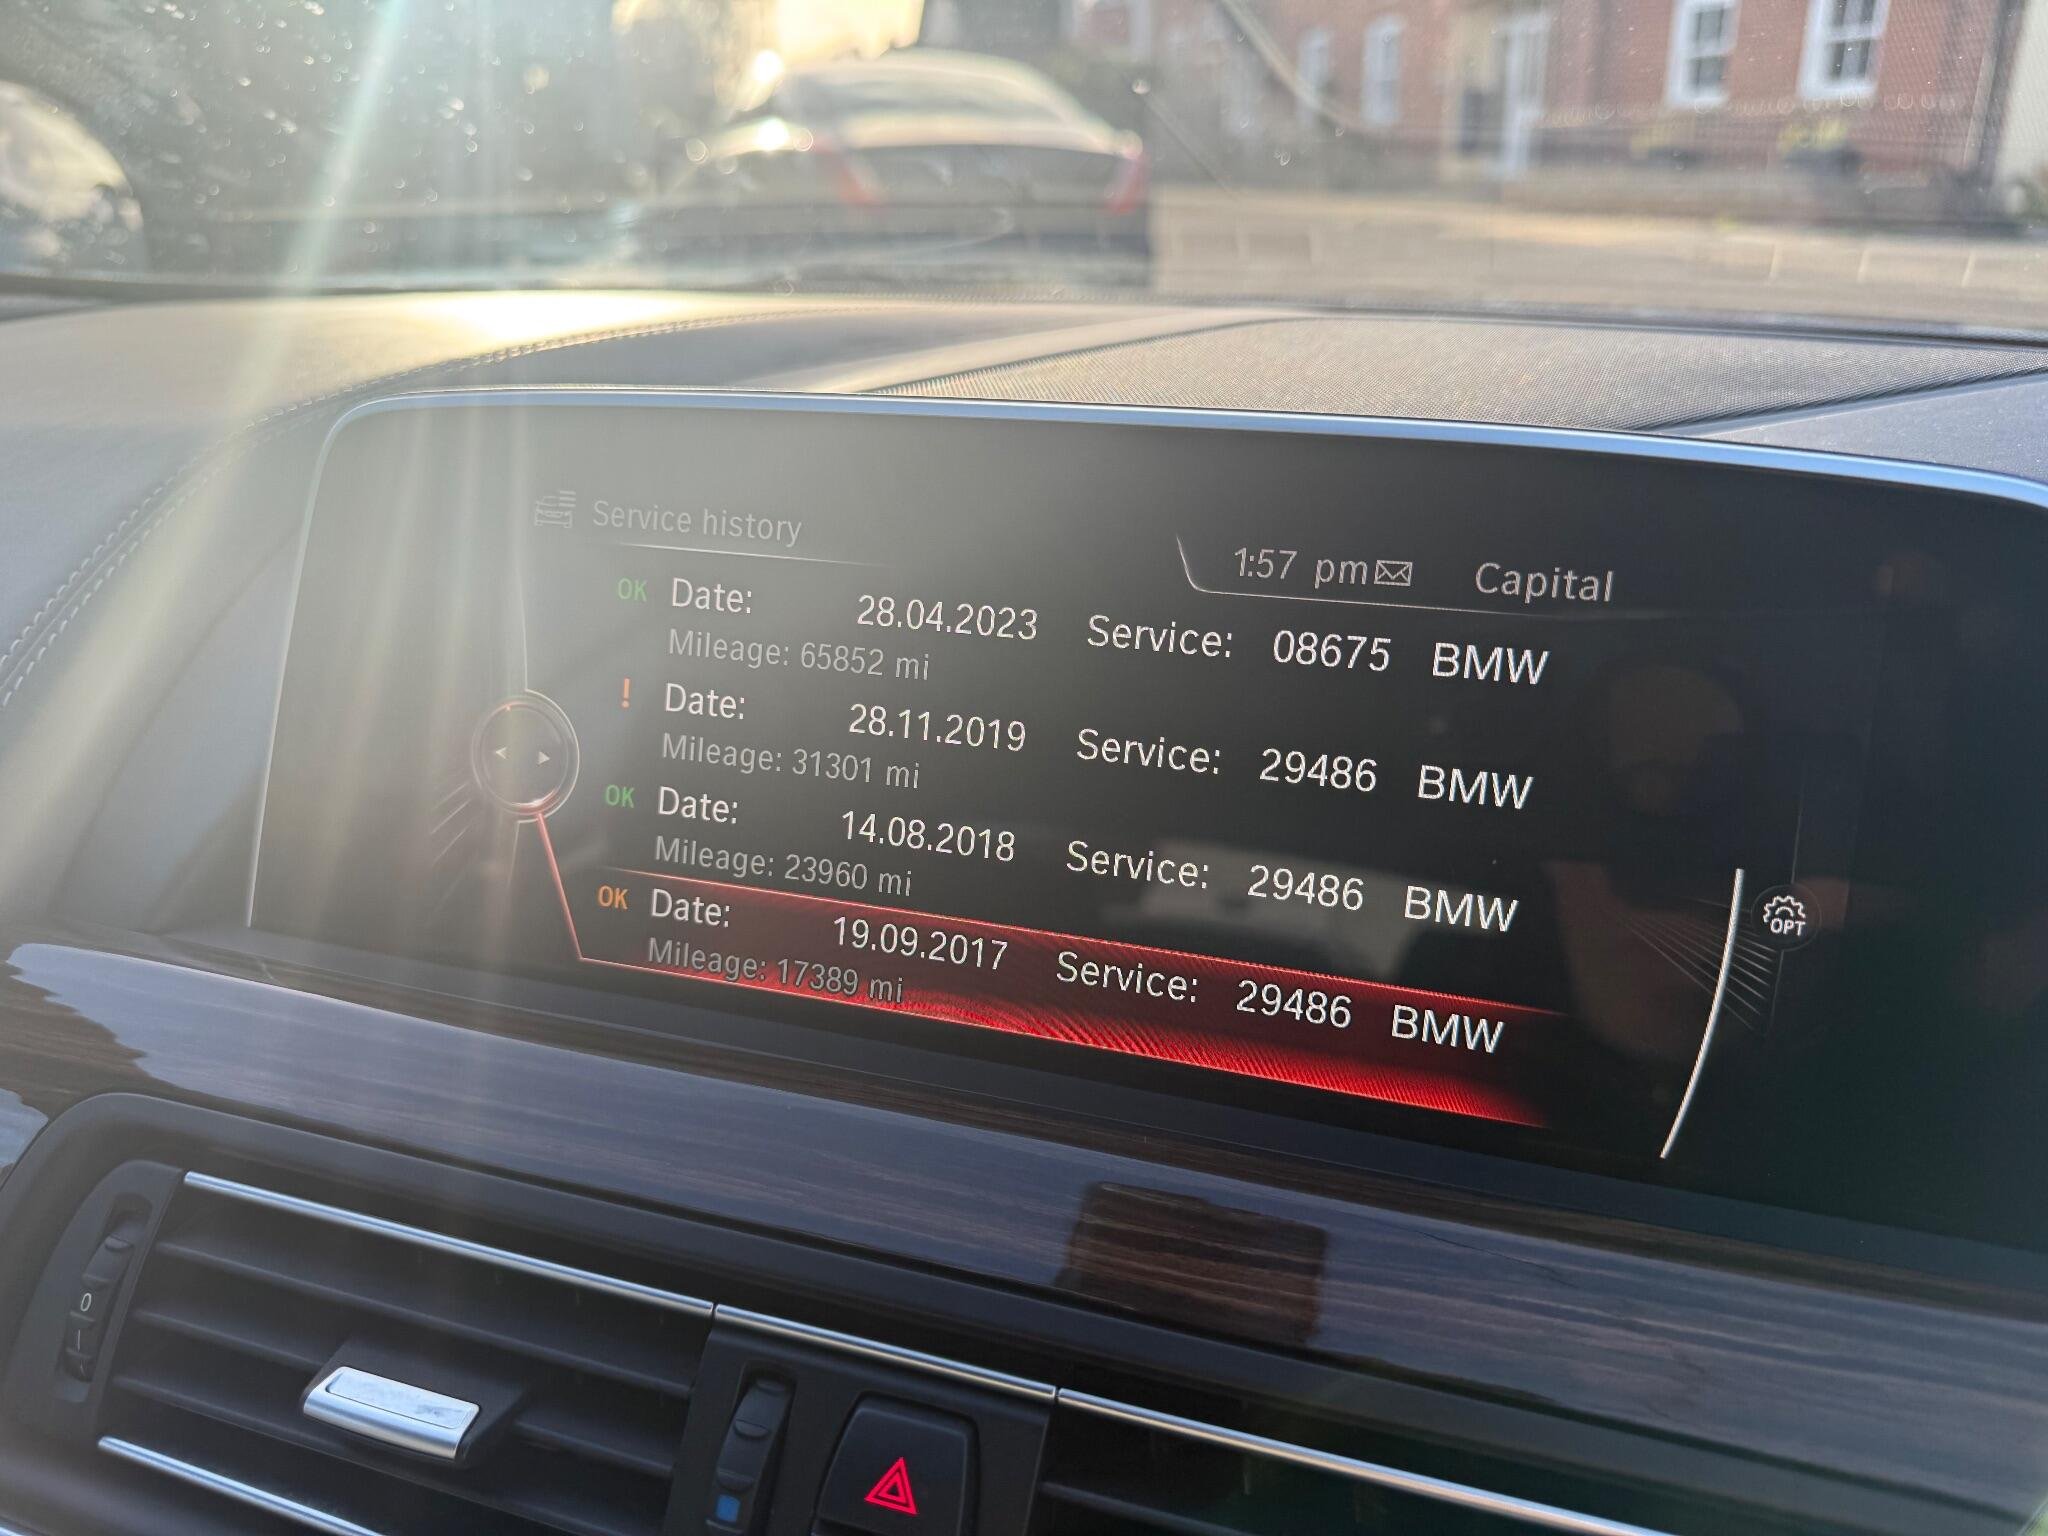 Service history
1:57 pm Capital
OK Date: 28.04.2023 Service: 08675 BMW
Mileage: 65852 mi
! Date: 28.11.2019 Service: 29486 BMW
Mileage: 31301 mi
OK Date: 14.08.2018 Service: 29486 BMW
Mileage: 23960 mi
OK Date: 19.09.2017 Service: 29486 BMW
Mileage: 17389 mi
OPT
0